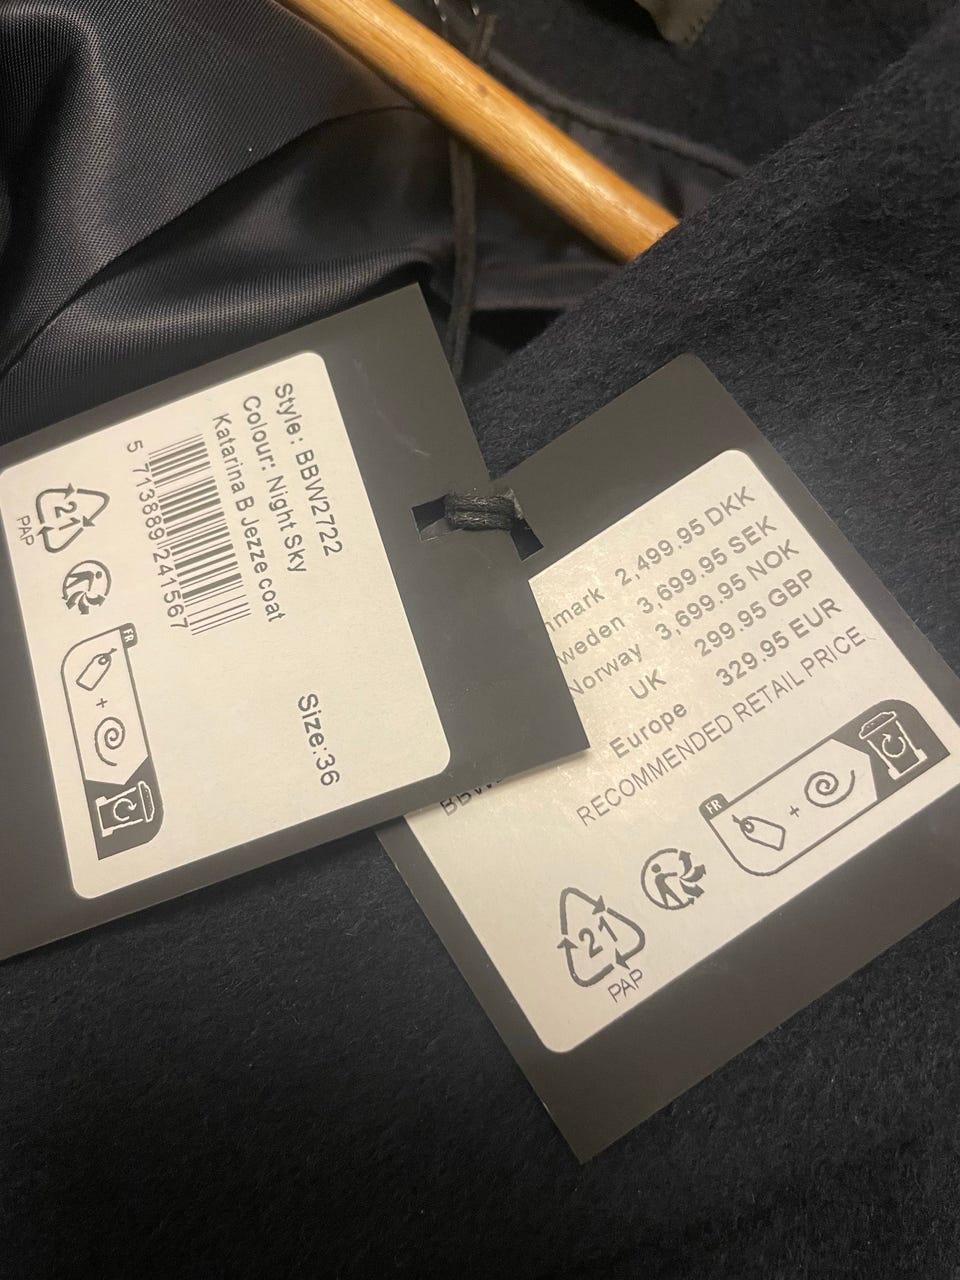 Style: BBW2722
Colour: Night Sky
Katarina B Jezze coat
Size:36
5 713889 241567
21
PAP
FR
+
2,499.95 DKK
3,699.95 SEK
Norway 3,699.95 NOK
UK 299.95 GBP
Europe 329.95 EUR
RECOMMENDED RETAIL PRICE
FR
+
21
PAP